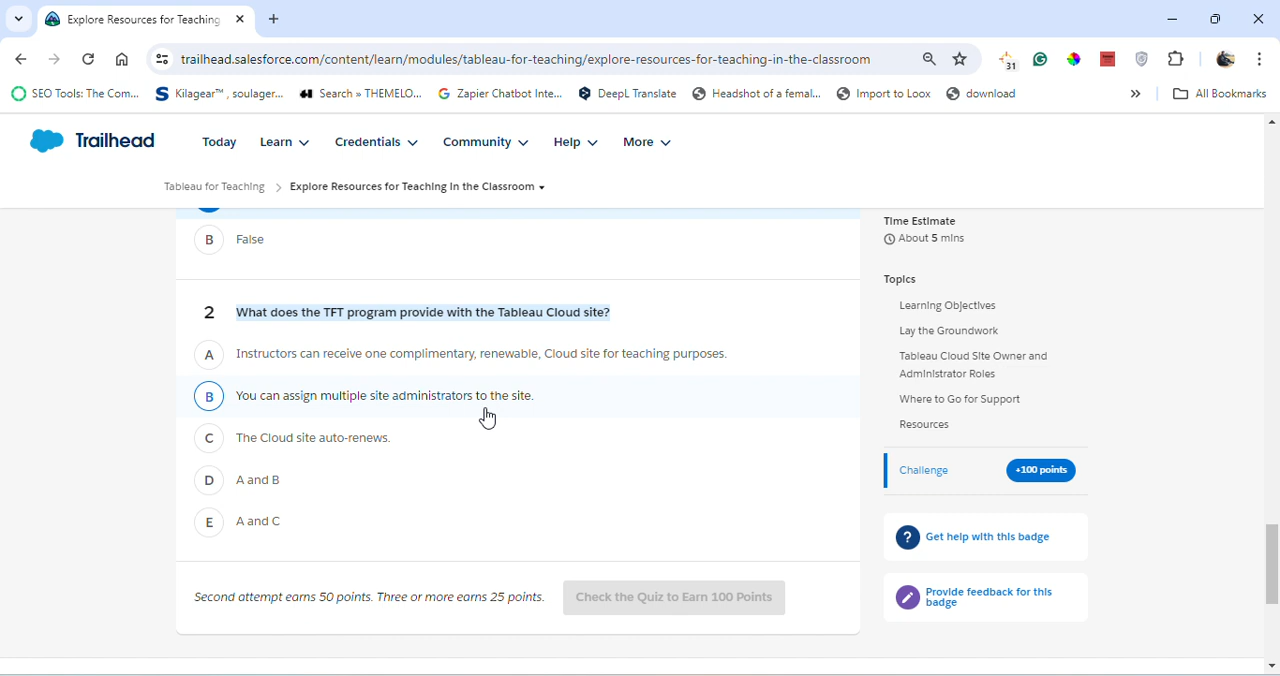 Explore Resources for Teaching
trailhead.salesforce.com/content/learn/modules/tableau-for-teaching/explore-resources-for-teaching-in-the-classroom
31
SEO Tools: The Com...
Kilagear™, soulager...
Search » THEMELO...
Zapier Chatbot Inte...
DeepL Translate
Headshot of a femal...
Import to Loox
download
»
All Bookmarks
Trailhead
Today
Learn
Credentials
Community
Help
More
Tableau for Teaching > Explore Resources for Teaching in the Classroom
B False
2 What does the TFT program provide with the Tableau Cloud site?
A Instructors can receive one complimentary, renewable, Cloud site for teaching purposes.
B You can assign multiple site administrators to the site.
C The Cloud site auto-renews.
D A and B
E A and C
Second attempt earns 50 points. Three or more earns 25 points.
Check the Quiz to Earn 100 Points
Time Estimate
About 5 mins
Topics
Learning Objectives
Lay the Groundwork
Tableau Cloud Site Owner and
Administrator Roles
Where to Go for Support
Resources
Challenge
+100 points
? Get help with this badge
Provide feedback for this
badge